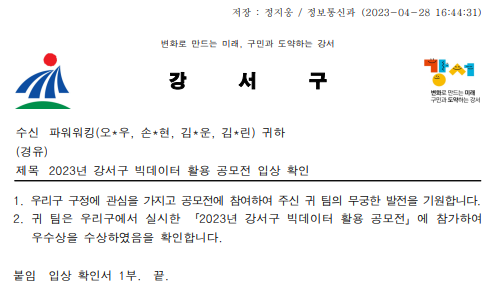 저장 : 정지웅 / 정보통신과 (2023-04-28 16:44:31)
변화로 만드는 미래, 구민과 도약하는 강서
강 서 구
강서
변화로 만드는 미래
구민과 도약하는 강서
수신 파워워킹(오*우, 손*현, 김*운, 김*린) 귀하
(경유)
제목 2023년 강서구 빅데이터 활용 공모전 입상 확인
1. 우리구 구정에 관심을 가지고 공모전에 참여하여 주신 귀 팀의 무궁한 발전을 기원합니다.
2. 귀 팀은 우리구에서 실시한 「2023년 강서구 빅데이터 활용 공모전」에 참가하여
우수상을 수상하였음을 확인합니다.
붙임 입상 확인서 1부. 끝.